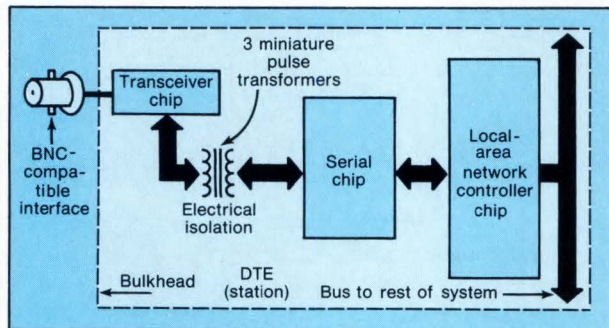 3 miniature
pulse
transformers
Transceiver
chip
BNC-
compa-
tible
interface
Electrical
isolation
Serial
chip
Local-
area
network
controller
chip
Bulkhead
DTE
(station)
Bus to rest of system